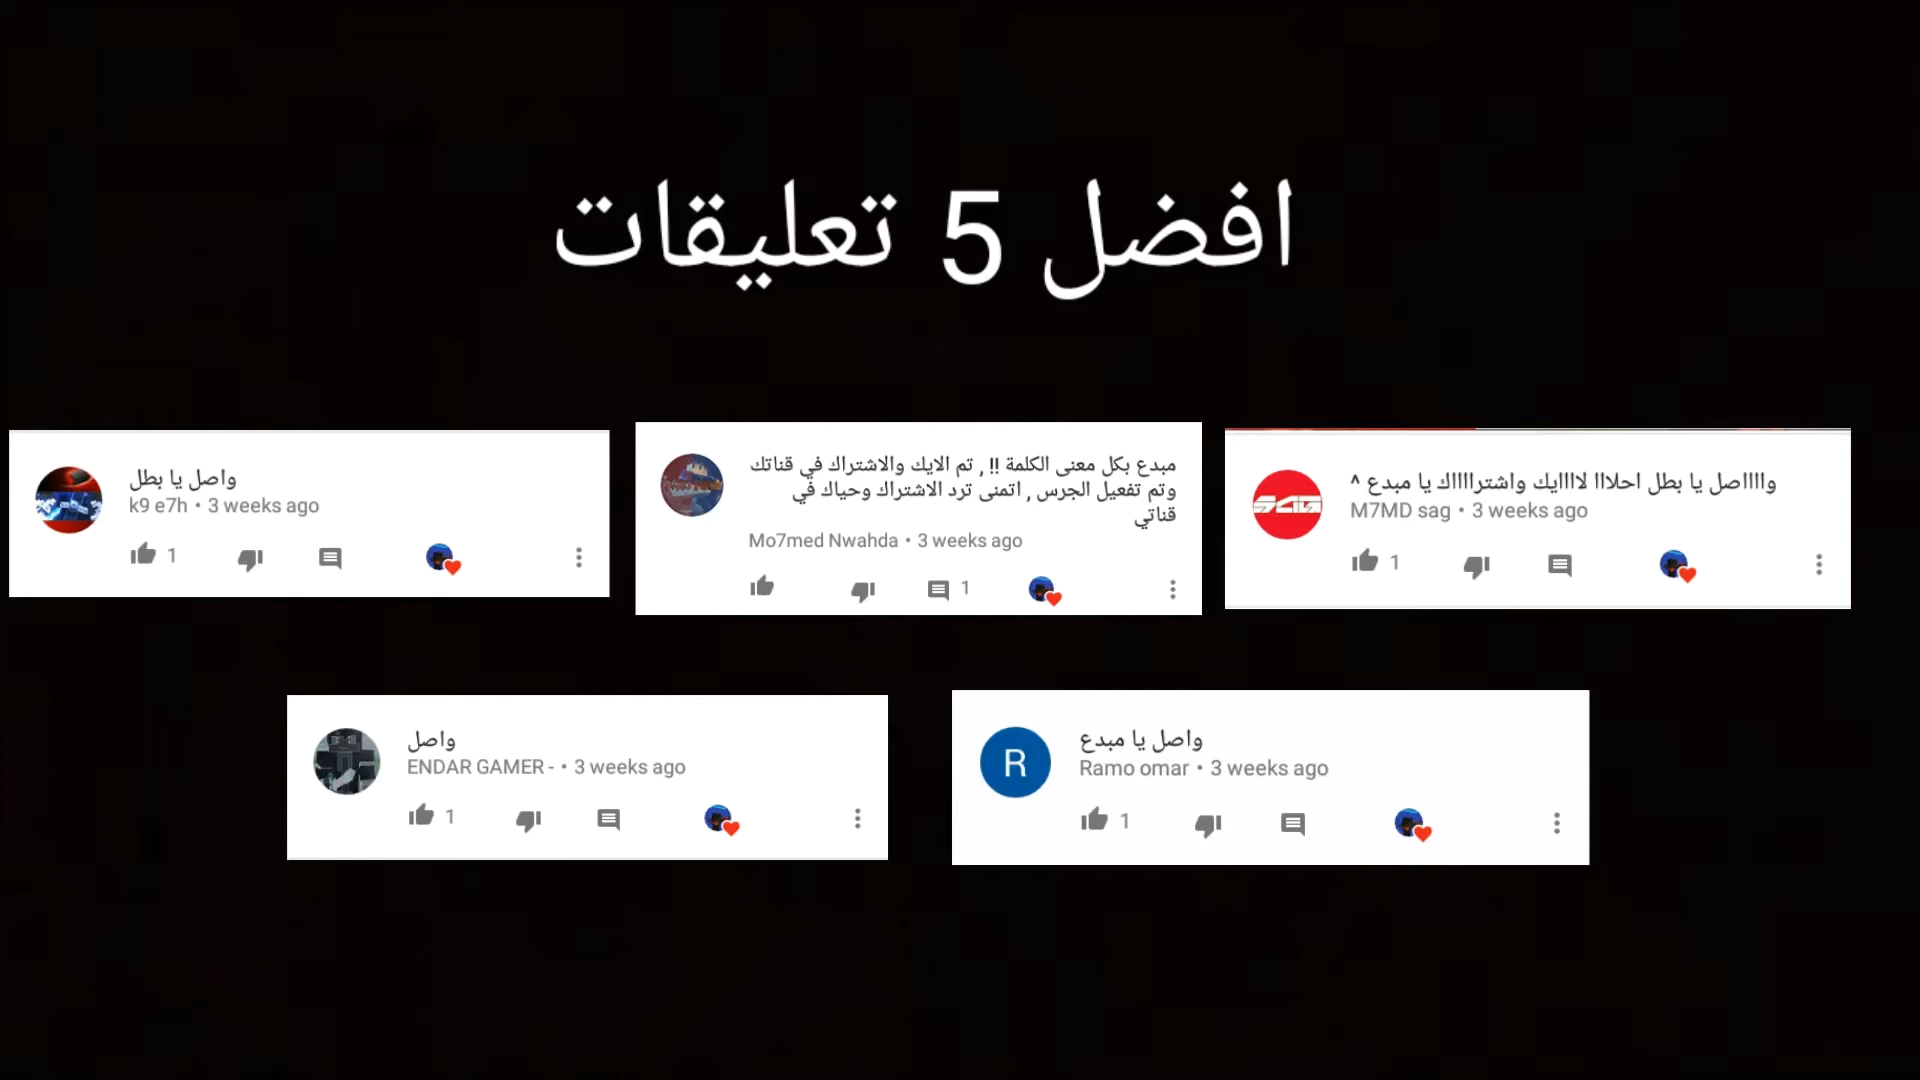 افضل 5 تعليقات
واصل يا بطل
k9 e7h • 3 weeks ago
1
مبدع بكل معنى الكلمة !! , تم الايك والاشتراك في قناتك
وتم تفعيل الجرس , اتمنى ترد الاشتراك وحياك في
قناتي
Mo7med Nwahda • 3 weeks ago
1
واااااصل يا بطل احلااا لاااايك واشترااااك يا مبدع ^
M7MD sag • 3 weeks ago
1
واصل
ENDAR GAMER - • 3 weeks ago
1
R
واصل يا مبدع
Ramo omar • 3 weeks ago
1